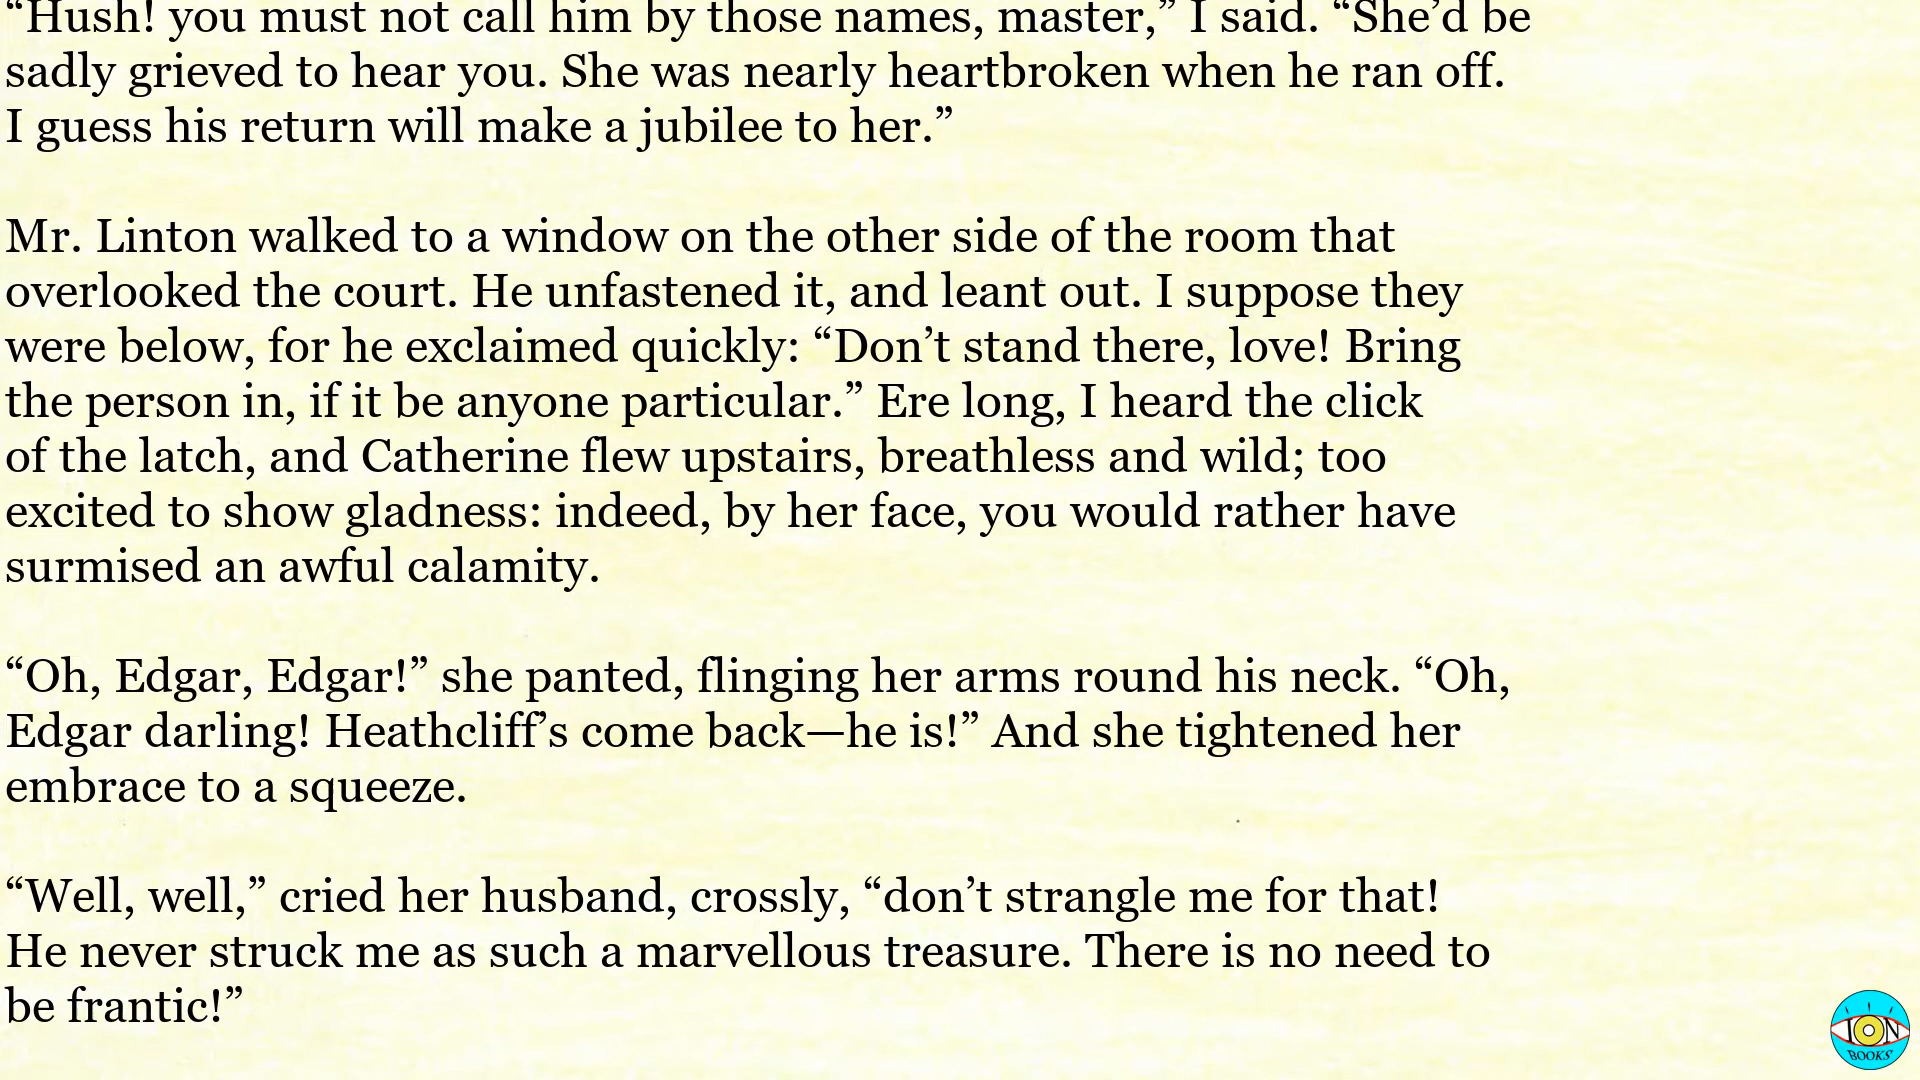 “Hush! you must not call him by those names, master,” I said. “She’d be
sadly grieved to hear you. She was nearly heartbroken when he ran off.
I guess his return will make a jubilee to her.”
Mr. Linton walked to a window on the other side of the room that
overlooked the court. He unfastened it, and leant out. I suppose they
were below, for he exclaimed quickly: “Don’t stand there, love! Bring
the person in, if it be anyone particular.” Ere long, I heard the click
of the latch, and Catherine flew upstairs, breathless and wild; too
excited to show gladness: indeed, by her face, you would rather have
surmised an awful calamity.
“Oh, Edgar, Edgar!” she panted, flinging her arms round his neck. “Oh,
Edgar darling! Heathcliff’s come back—he is!” And she tightened her
embrace to a squeeze.
“Well, well,” cried her husband, crossly, “don’t strangle me for that!
He never struck me as such a marvellous treasure. There is no need to
be frantic!”
ION
BOOKS